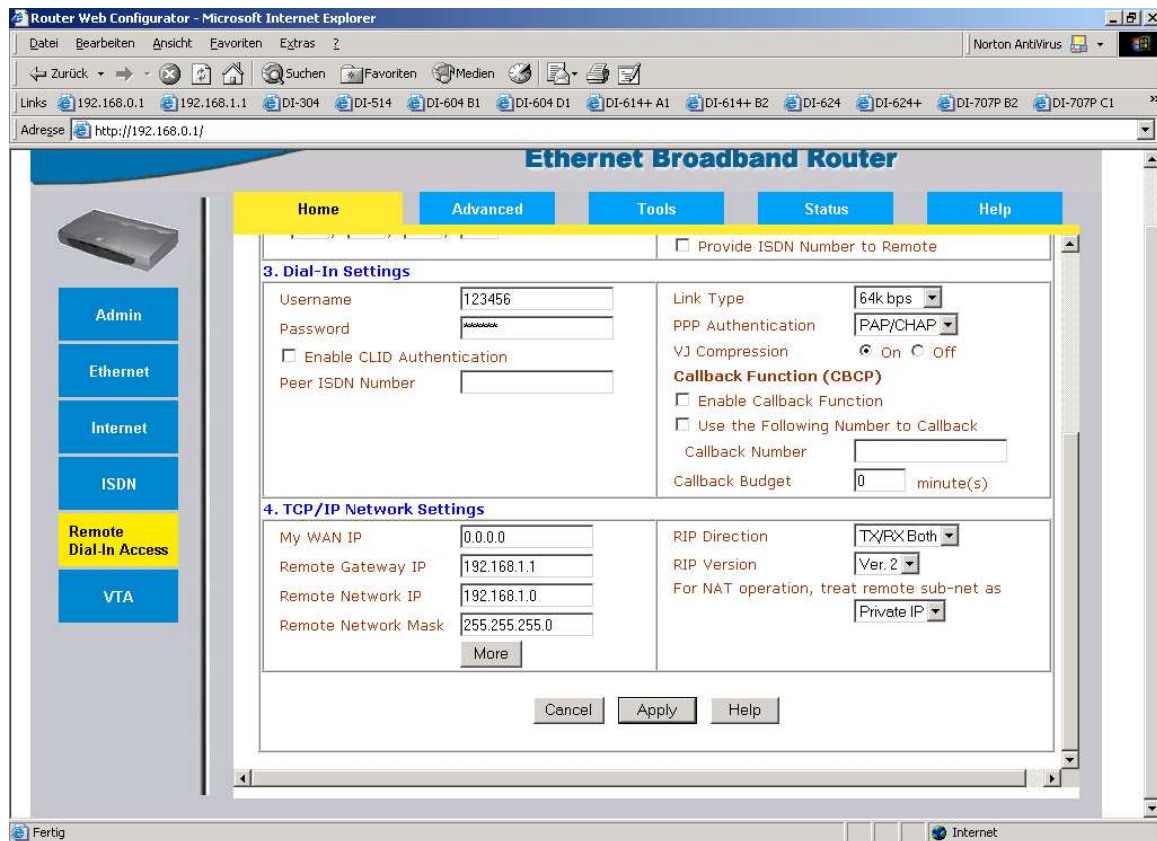 Router Web Configurator - Microsoft Internet Explorer
Datei Bearbeiten Ansicht Favoriten Extras ?
Norton AntiVirus
Zurück Suchen Favoriten Medien
Links 192.168.0.1 192.168.1.1 DI-304 DI-514 DI-604 B1 DI-604 D1 DI-614+ A1 DI-614+ B2 DI-624 DI-624+ DI-707P B2 DI-707P C1 »
Adresse http://192.168.0.1/
Ethernet Broadband Router
Home Advanced Tools Status Help
Admin
Ethernet
Internet
ISDN
Remote
Dial-In Access
VTA
Provide ISDN Number to Remote
3. Dial-In Settings
Username 123456
Password ******
Enable CLID Authentication
Peer ISDN Number
Link Type 64k bps
PPP Authentication PAP/CHAP
VJ Compression On Off
Callback Function (CBCP)
Enable Callback Function
Use the Following Number to Callback
Callback Number
Callback Budget 0 minute(s)
4. TCP/IP Network Settings
My WAN IP 0.0.0.0
Remote Gateway IP 192.168.1.1
Remote Network IP 192.168.1.0
Remote Network Mask 255.255.255.0
More
RIP Direction TX/RX Both
RIP Version Ver. 2
For NAT operation, treat remote sub-net as
Private IP
Cancel Apply Help
Fertig
Internet